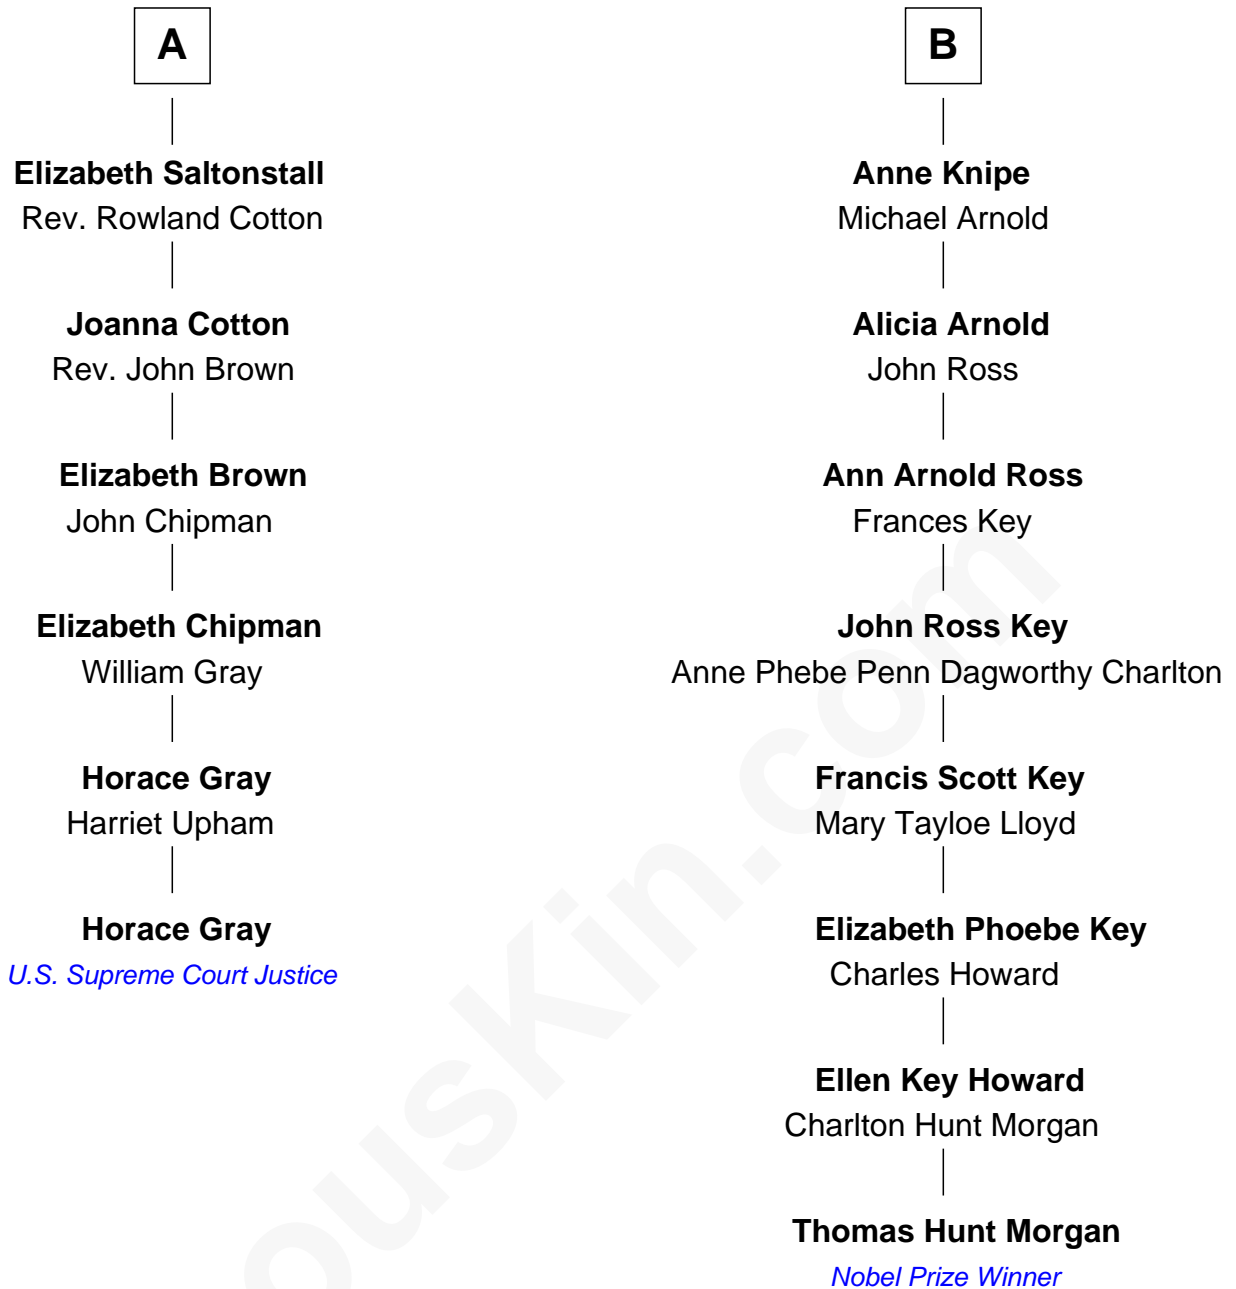 A
Elizabeth Saltonstall
Rev. Rowland Cotton
Joanna Cotton
Rev. John Brown
Elizabeth Brown
John Chipman
Elizabeth Chipman
William Gray
Horace Gray
Harriet Upham
Horace Gray
U.S. Supreme Court Justice
B
Anne Knipe
Michael Arnold
Alicia Arnold
John Ross
Ann Arnold Ross
Frances Key
John Ross Key
Anne Phebe Penn Dagworthy Charlton
Francis Scott Key
Mary Tayloe Lloyd
Elizabeth Phoebe Key
Charles Howard
Ellen Key Howard
Charlton Hunt Morgan
Thomas Hunt Morgan
Nobel Prize Winner
ousKin.com